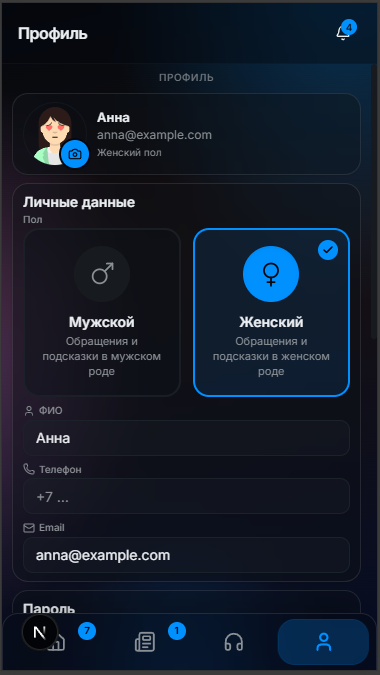 Профиль
4
ПРОФИЛЬ
Анна
anna@example.com
Женский пол
Личные данные
Пол
Мужской
Обращения и
подсказки в мужском
роде
Женский
Обращения и
подсказки в женском
роде
ФИО
Анна
Телефон
+7 ...
Email
anna@example.com
Пароль
N
7
1